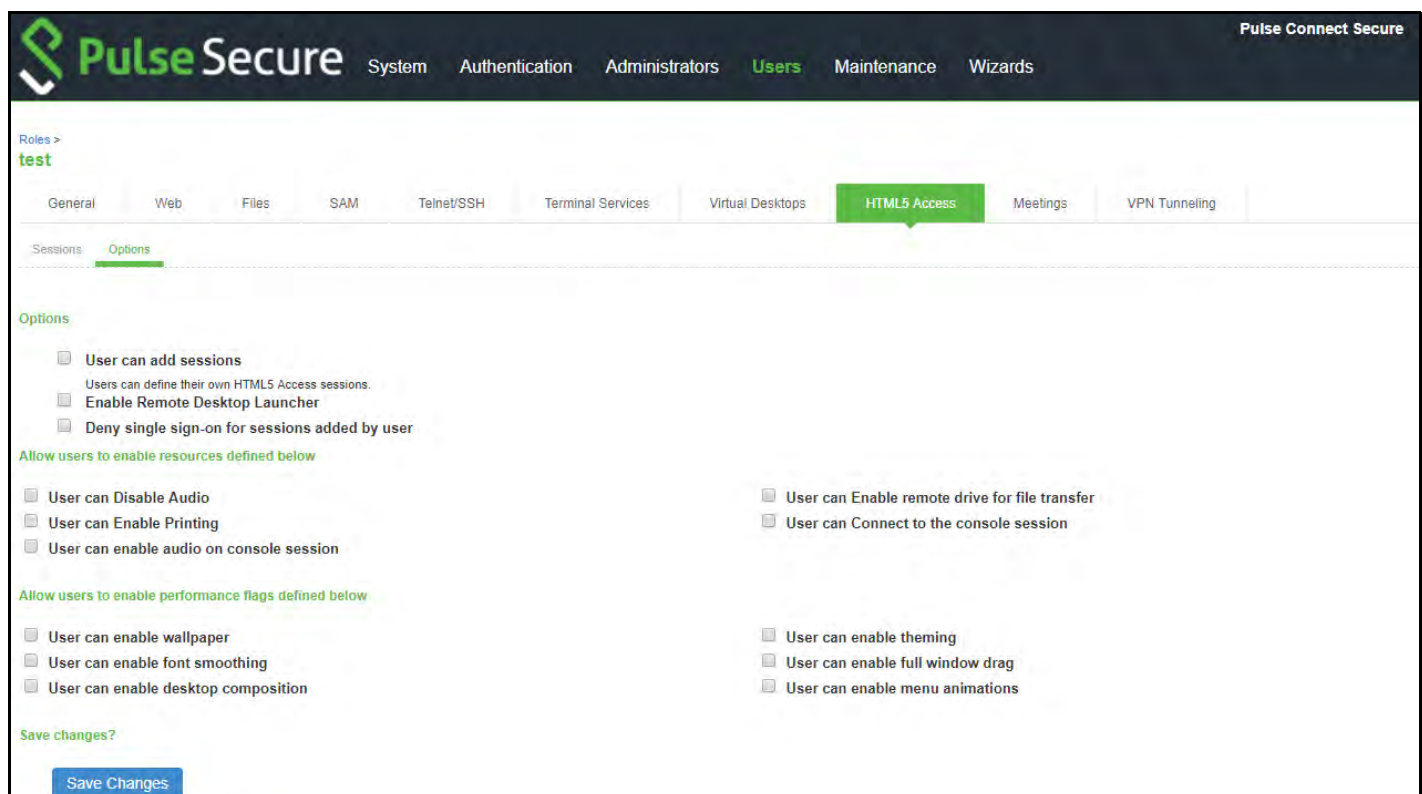 Pulse Connect Secure
Pulse Secure System Authentication Administrators Users Maintenance Wizards
Roles >
test
General Web Files SAM Telnet/SSH Terminal Services Virtual Desktops HTML5 Access Meetings VPN Tunneling
Sessions Options
Options
User can add sessions
Users can define their own HTML5 Access sessions.
Enable Remote Desktop Launcher
Deny single sign-on for sessions added by user
Allow users to enable resources defined below
User can Disable Audio User can Enable remote drive for file transfer
User can Enable Printing User can Connect to the console session
User can enable audio on console session
Allow users to enable performance flags defined below
User can enable wallpaper User can enable theming
User can enable font smoothing User can enable full window drag
User can enable desktop composition User can enable menu animations
Save changes?
Save Changes